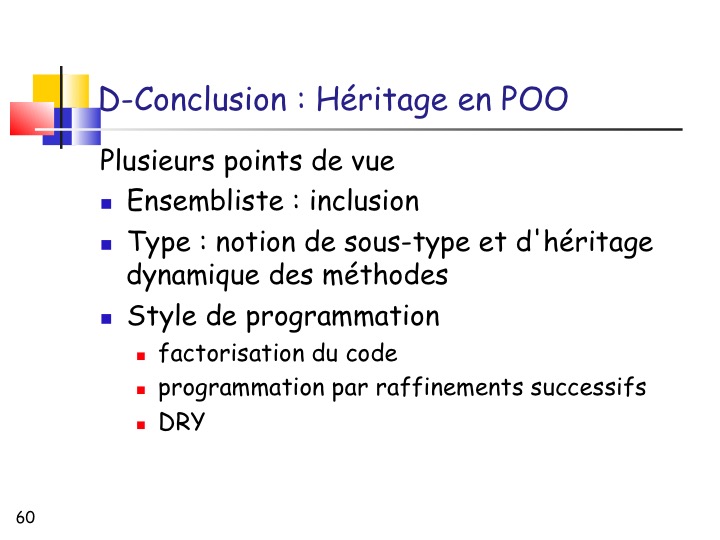 D-Conclusion : Héritage en POO
Plusieurs points de vue
Ensembliste : inclusion
Type : notion de sous-type et d'héritage
dynamique des méthodes
Style de programmation
factorisation du code
programmation par raffinements successifs
DRY
60